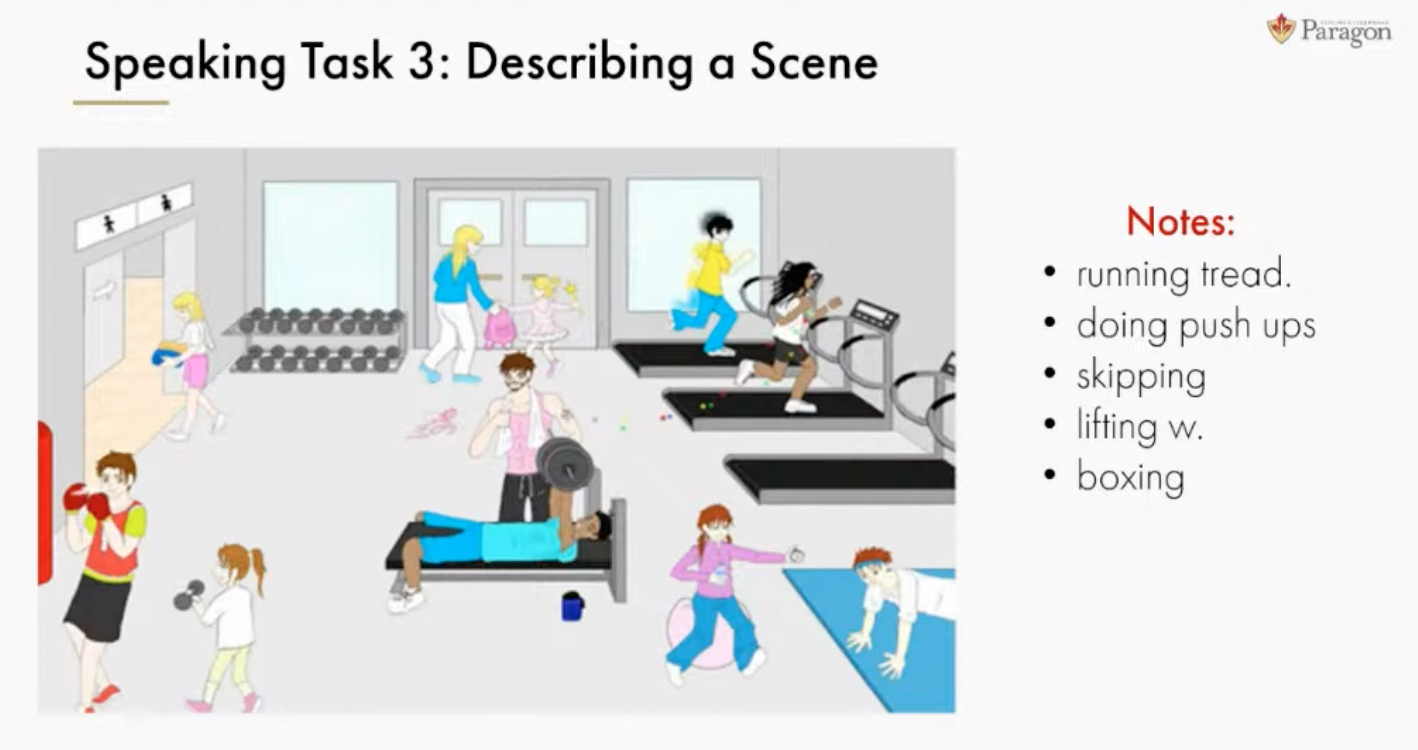 Paragon
Speaking Task 3: Describing a Scene
Notes:
• running tread.
• doing push ups
• skipping
• lifting w.
• boxing